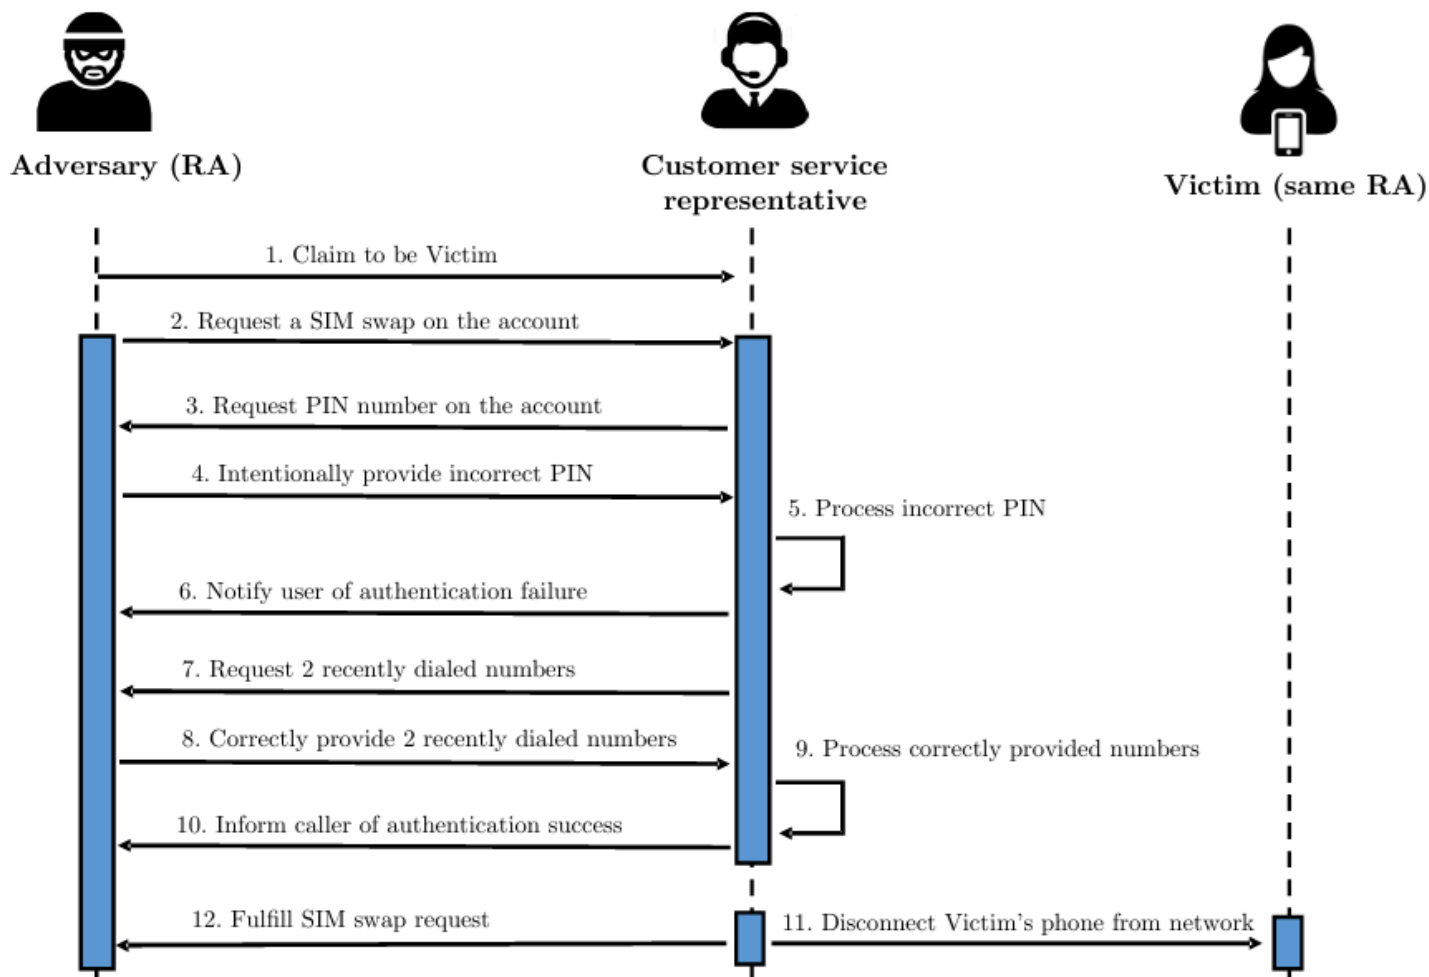 Adversary (RA)
Customer service
representative
Victim (same RA)
1. Claim to be Victim
2. Request a SIM swap on the account
3. Request PIN number on the account
4. Intentionally provide incorrect PIN
5. Process incorrect PIN
6. Notify user of authentication failure
7. Request 2 recently dialed numbers
8. Correctly provide 2 recently dialed numbers
9. Process correctly provided numbers
10. Inform caller of authentication success
12. Fulfill SIM swap request
11. Disconnect Victim's phone from network